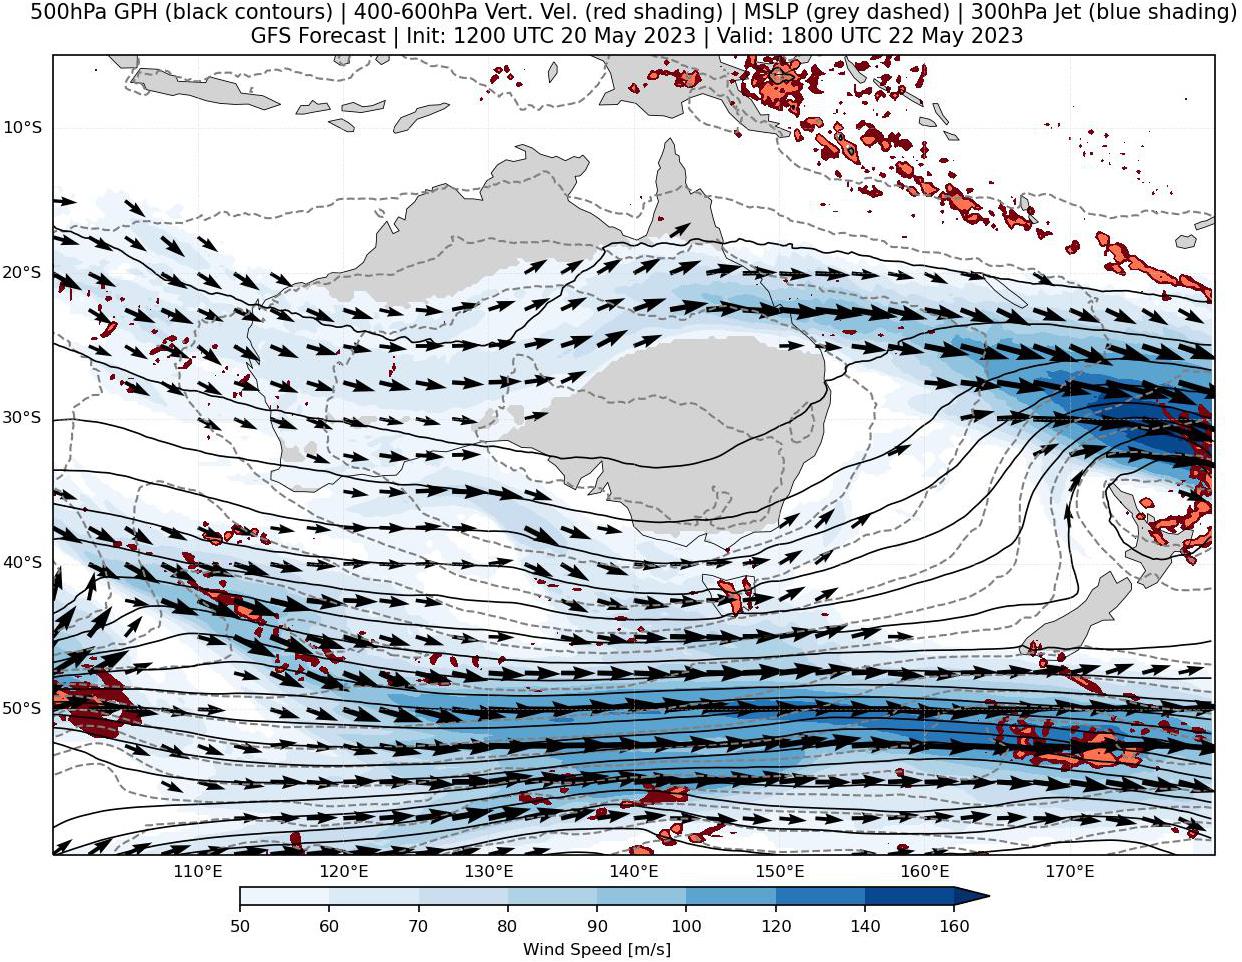 500hPa GPH (black contours) | 400-600hPa Vert. Vel. (red shading) | MSLP (grey dashed) | 300hPa Jet (blue shading)
GFS Forecast | Init: 1200 UTC 20 May 2023 | Valid: 1800 UTC 22 May 2023
10°S
20°S
30°S
40°S
50°S
110°E 120°E 130°E 140°E 150°E 160°E 170°E
50 60 70 80 90 100 120 140 160
Wind Speed [m/s]